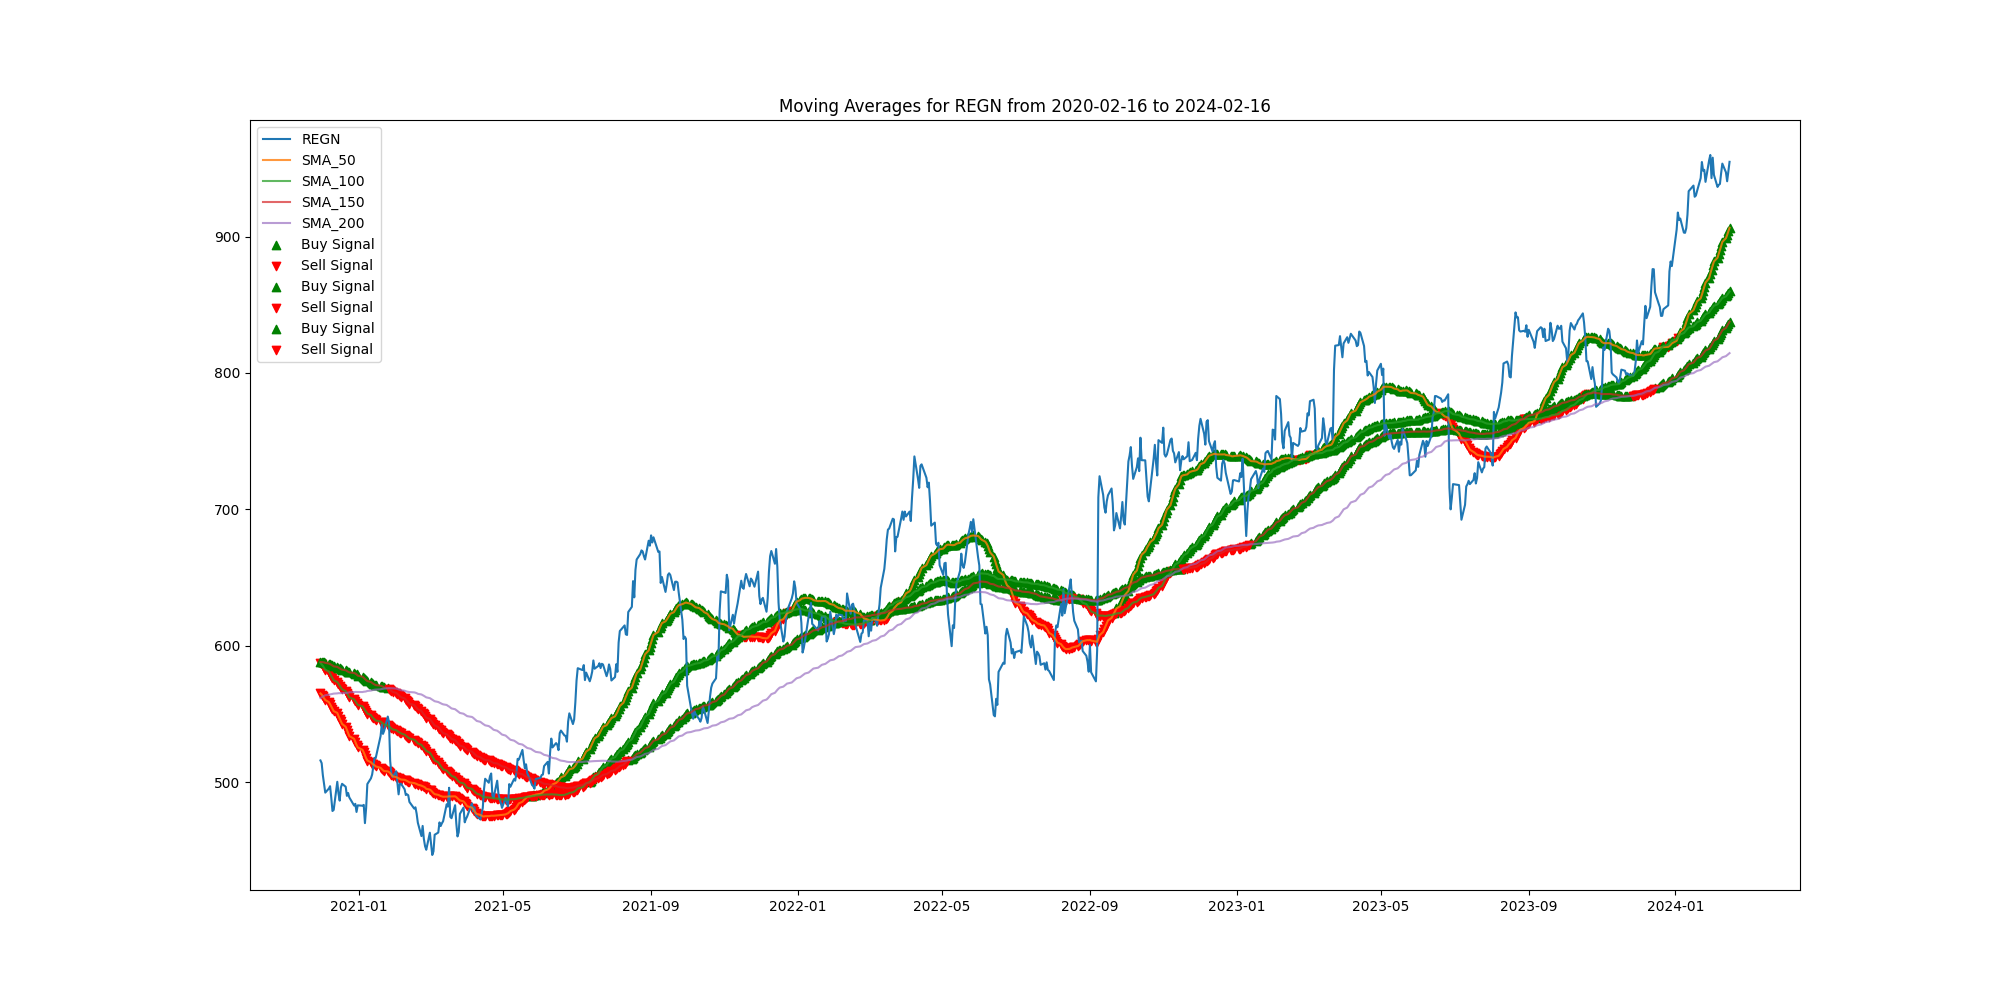 Moving Averages for REGN from 2020-02-16 to 2024-02-16
REGN
SMA_50
SMA_100
SMA_150
SMA_200
Buy Signal
Sell Signal
Buy Signal
Sell Signal
Buy Signal
Sell Signal
900
800
700
600
500
2021-01 2021-05 2021-09 2022-01 2022-05 2022-09 2023-01 2023-05 2023-09 2024-01